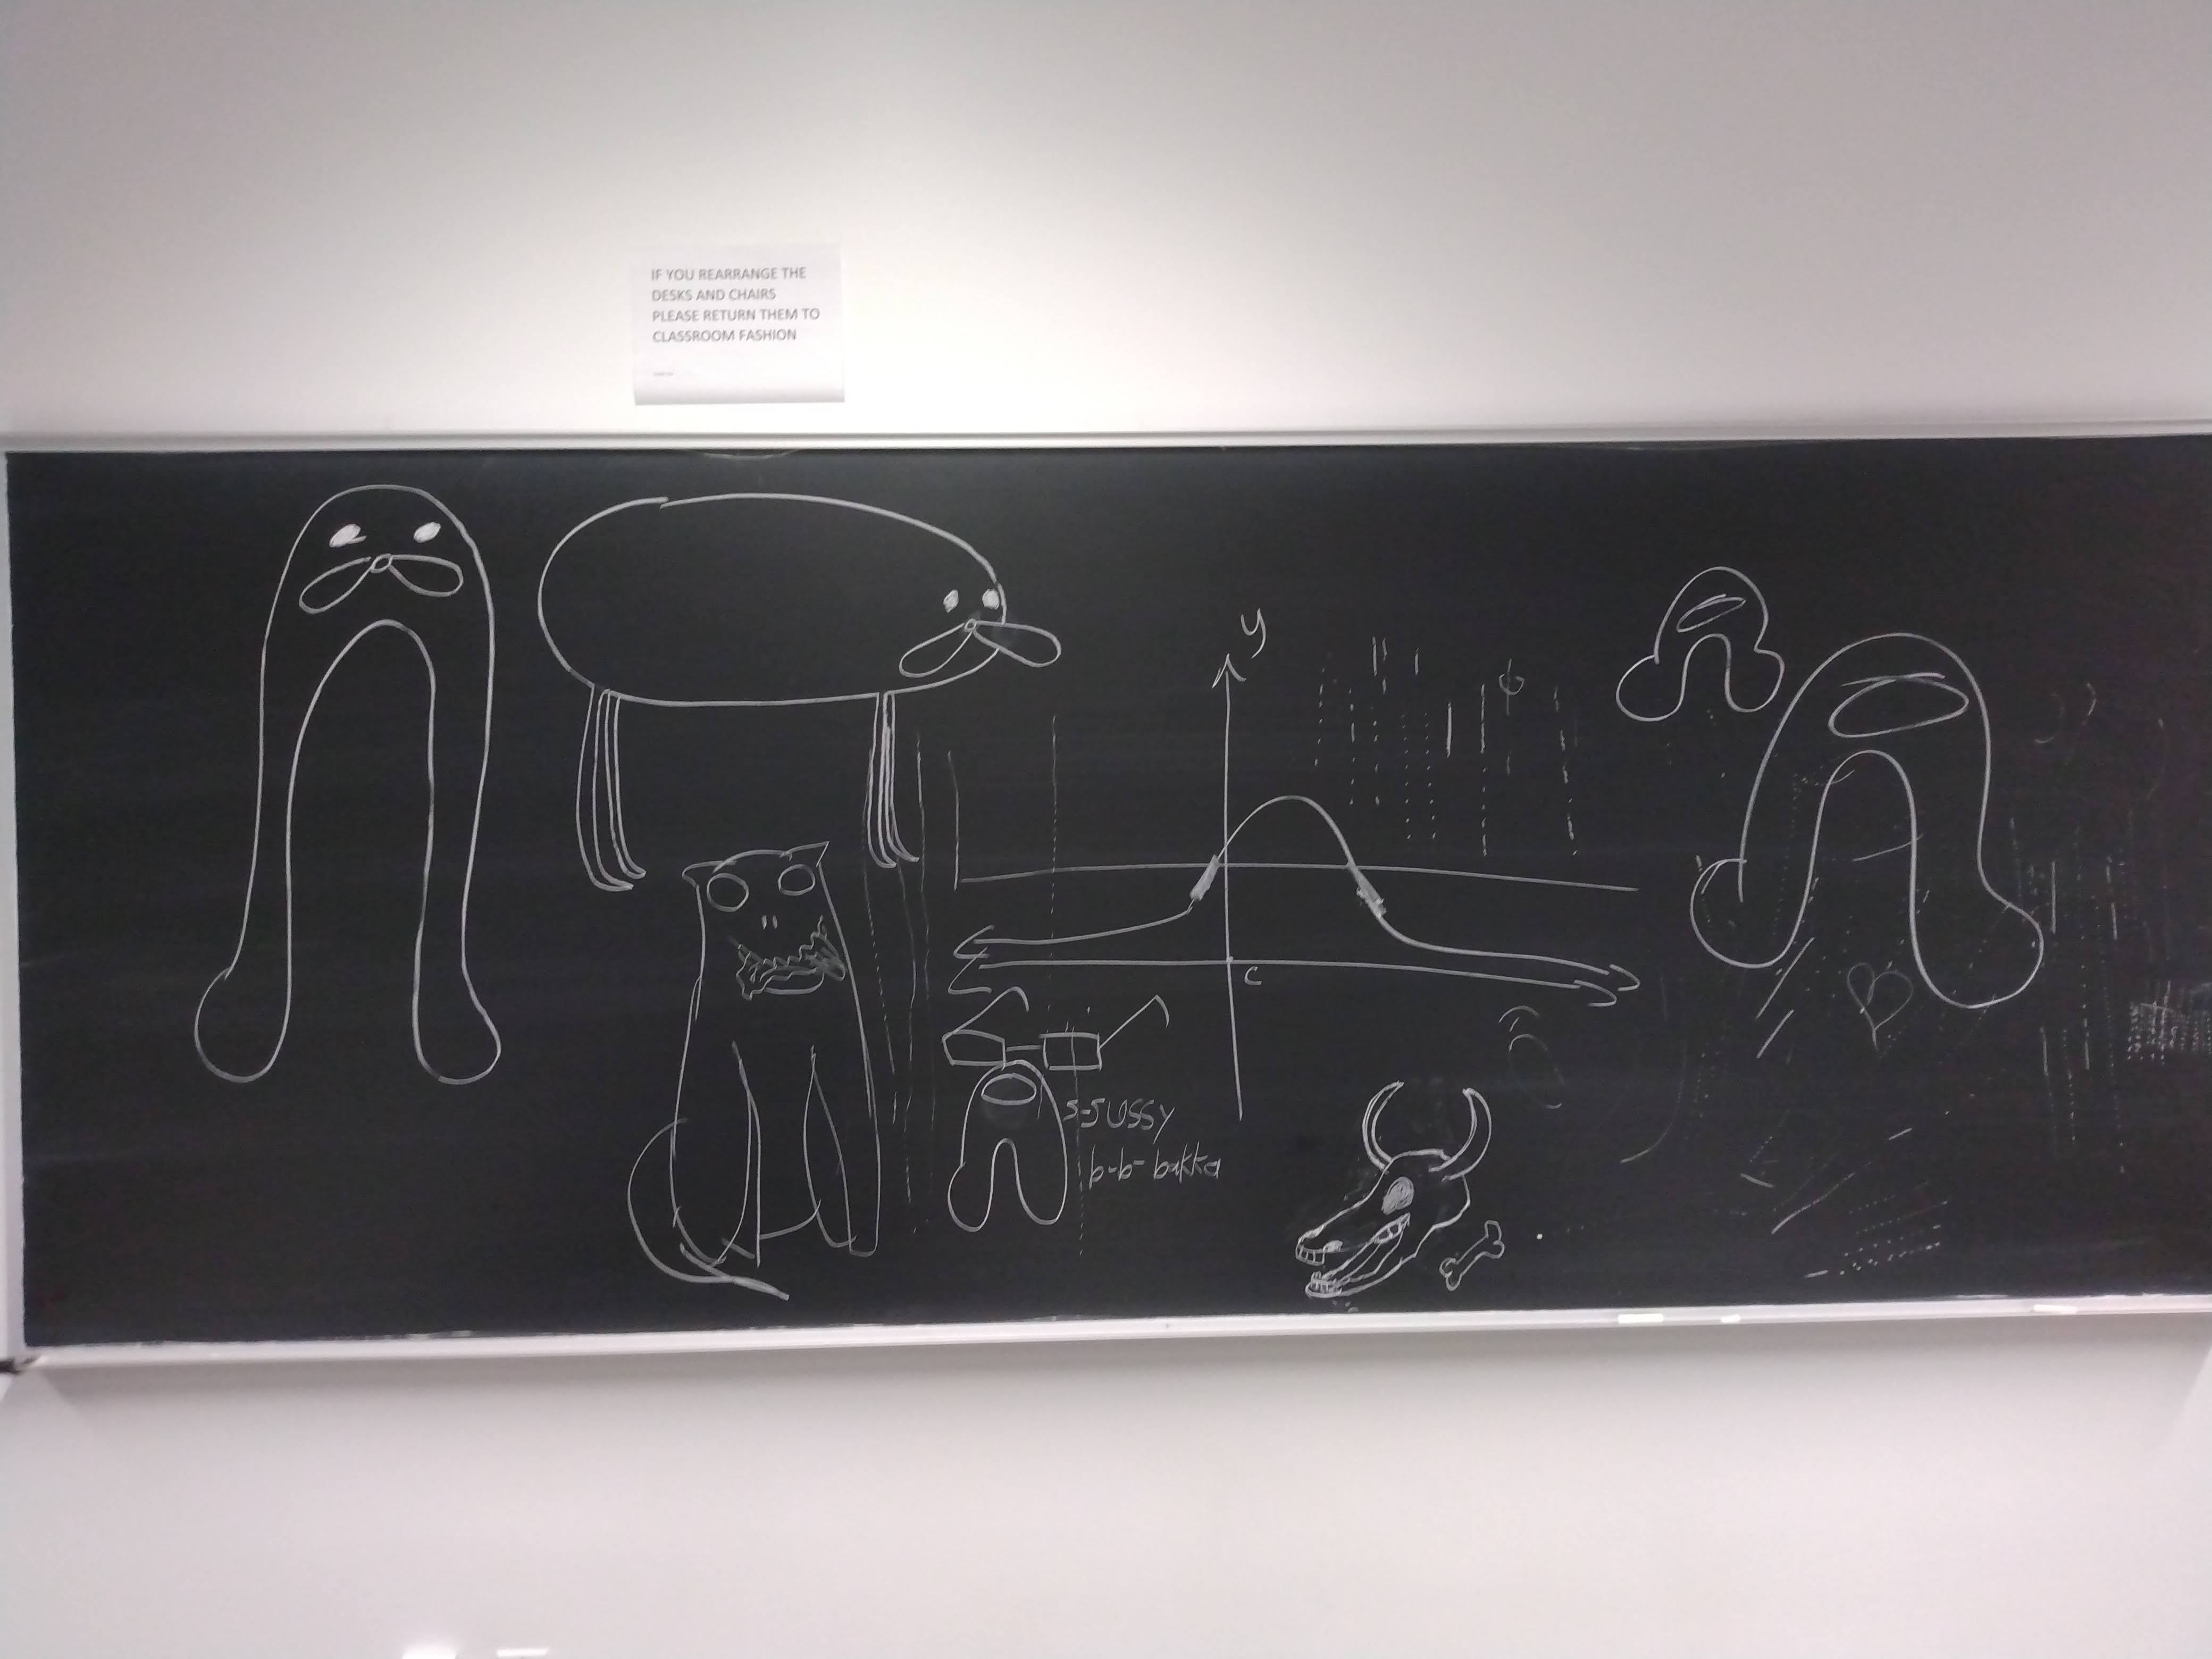 IF YOU REARRANGE THE
DESKS AND CHAIRS
PLEASE RETURN THEM TO
CLASSROOM FASHION
y
c
s-sussy
b-b-bakka